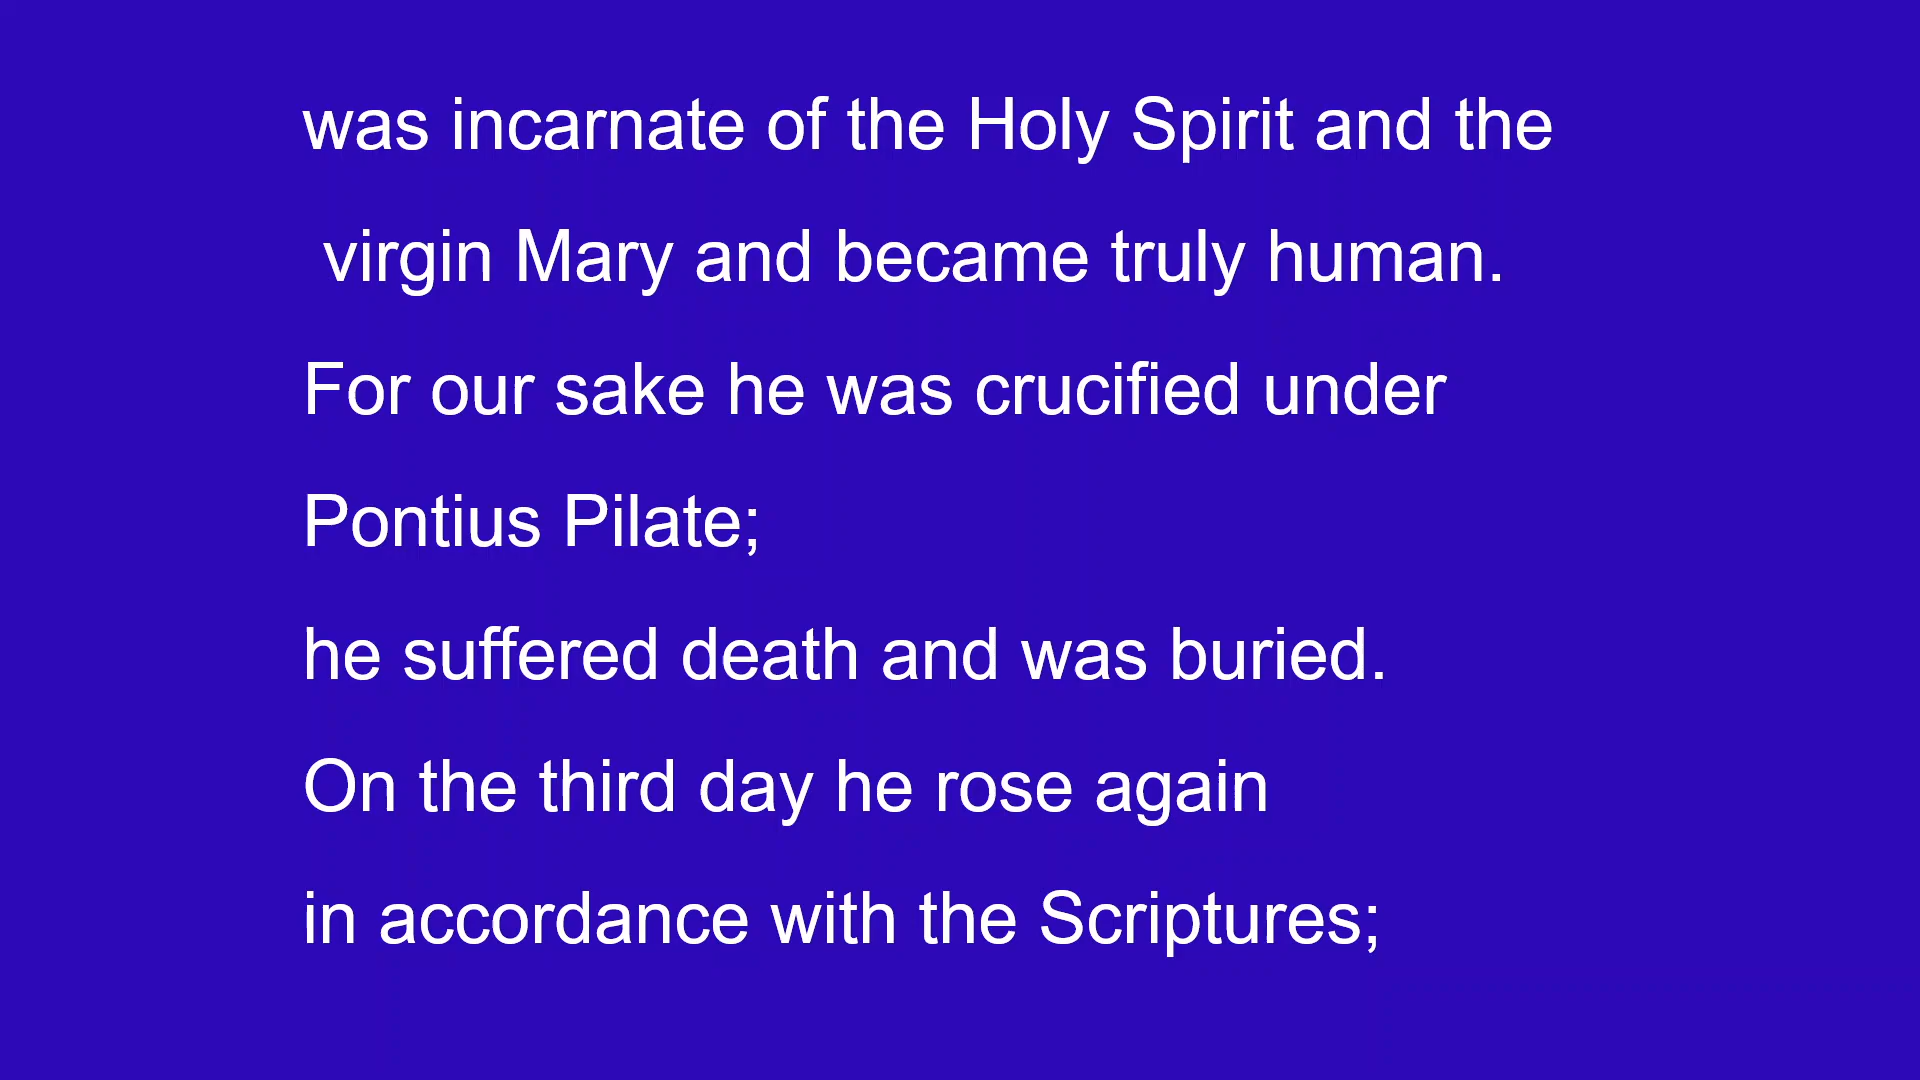 was incarnate of the Holy Spirit and the
virgin Mary and became truly human.
For our sake he was crucified under
Pontius Pilate;
he suffered death and was buried.
On the third day he rose again
in accordance with the Scriptures;